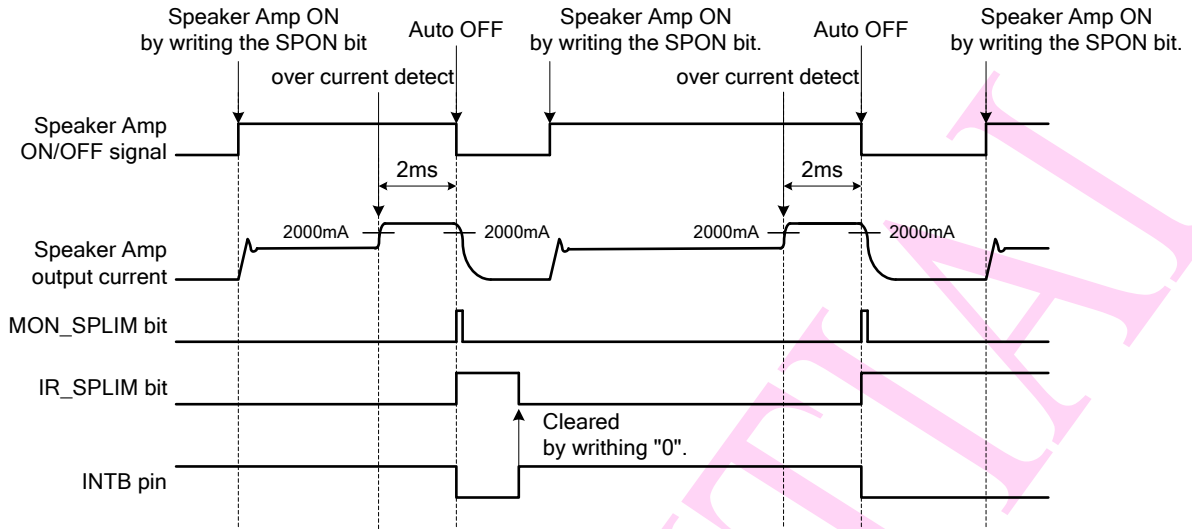 Speaker Amp ON
by writing the SPON bit
Auto OFF
Speaker Amp ON
by writing the SPON bit.
Auto OFF
Speaker Amp ON
by writing the SPON bit.
over current detect
over current detect
Speaker Amp
ON/OFF signal
2ms
2ms
Speaker Amp
output current
2000mA
2000mA
2000mA
2000mA
MON_SPLIM bit
IR_SPLIM bit
Cleared
by writhing "0".
INTB pin
TIAL